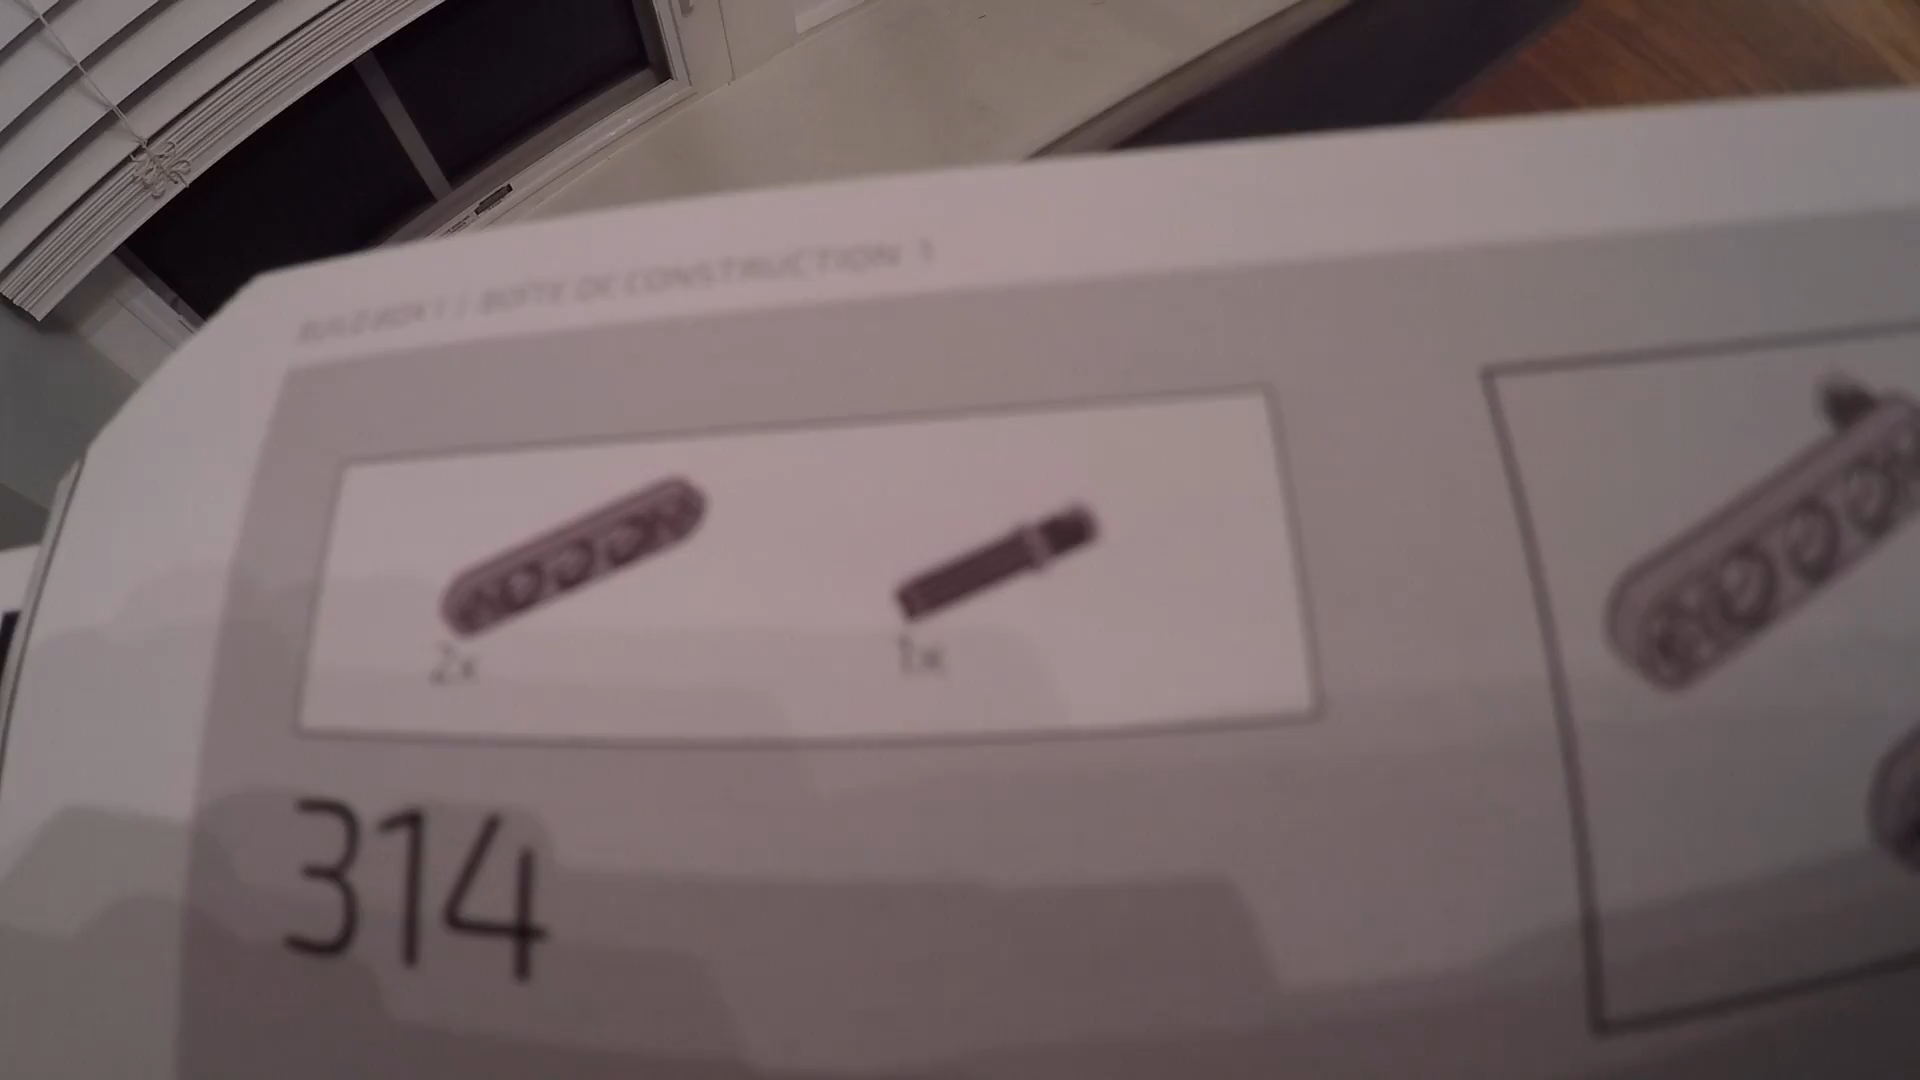 BUILD BOX 1 | BOÎTE DE CONSTRUCTION 1
2x
1x
314